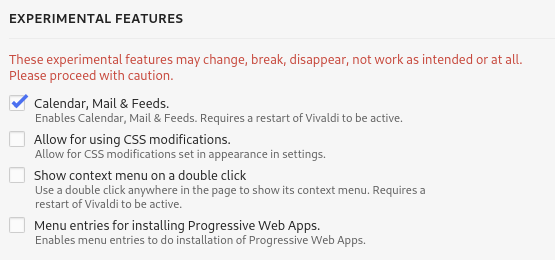 EXPERIMENTAL FEATURES
These experimental features may change, break, disappear, not work as intended or at all.
Please proceed with caution.
Calendar, Mail & Feeds.
Enables Calendar, Mail & Feeds. Requires a restart of Vivaldi to be active.
Allow for using CSS modifications.
Allow for CSS modifications set in appearance in settings.
Show context menu on a double click
Use a double click anywhere in the page to show its context menu. Requires a
restart of Vivaldi to be active.
Menu entries for installing Progressive Web Apps.
Enables menu entries to do installation of Progressive Web Apps.